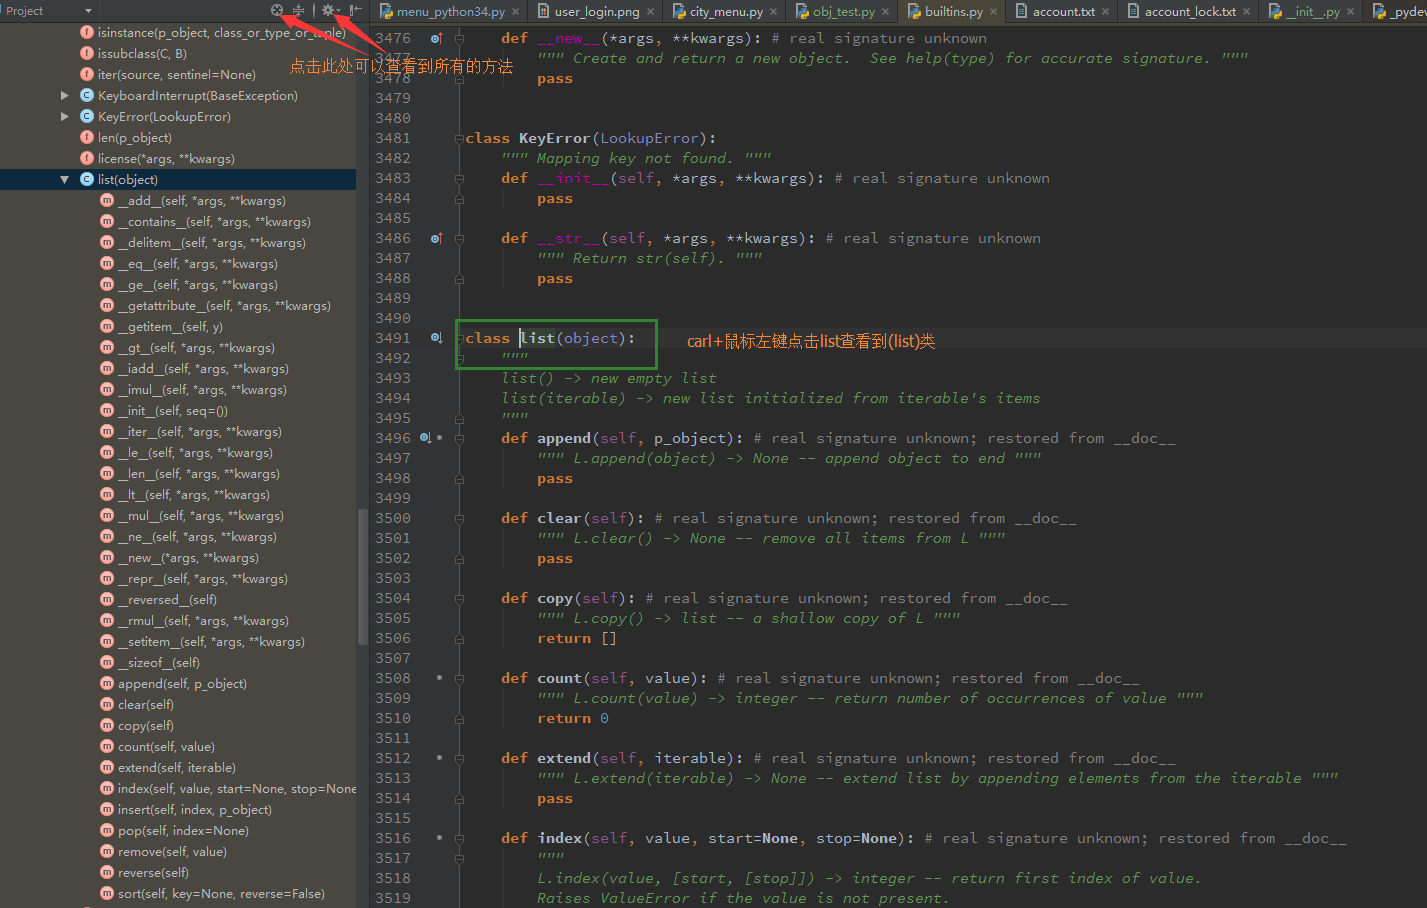 Project
menu_python34.py
user_login.png
city_menu.py
obj_test.py
builtins.py
account.txt
account_lock.txt
__init__.py
_pydev
isinstance(p_object, class_or_type_or_tuple)
issubclass(C, B)
iter(source, sentinel=None)
KeyboardInterrupt(BaseException)
KeyError(LookupError)
len(p_object)
license(*args, **kwargs)
list(object)
__add__(self, *args, **kwargs)
__contains__(self, *args, **kwargs)
__delitem__(self, *args, **kwargs)
__eq__(self, *args, **kwargs)
__ge__(self, *args, **kwargs)
__getattribute__(self, *args, **kwargs)
__getitem__(self, y)
__gt__(self, *args, **kwargs)
__iadd__(self, *args, **kwargs)
__imul__(self, *args, **kwargs)
__init__(self, seq=())
__iter__(self, *args, **kwargs)
__le__(self, *args, **kwargs)
__len__(self, *args, **kwargs)
__lt__(self, *args, **kwargs)
__mul__(self, *args, **kwargs)
__ne__(self, *args, **kwargs)
__new__(*args, **kwargs)
__repr__(self, *args, **kwargs)
__reversed__(self)
__rmul__(self, *args, **kwargs)
__setitem__(self, *args, **kwargs)
__sizeof__(self)
append(self, p_object)
clear(self)
copy(self)
count(self, value)
extend(self, iterable)
index(self, value, start=None, stop=None
insert(self, index, p_object)
pop(self, index=None)
remove(self, value)
reverse(self)
sort(self, key=None, reverse=False)
点击此处可以查看到所有的方法
3476 def __new__(*args, **kwargs): # real signature unknown
3477 """ Create and return a new object.  See help(type) for accurate signature. """
3478 pass
3479
3480
3481 class KeyError(LookupError):
3482 """ Mapping key not found. """
3483 def __init__(self, *args, **kwargs): # real signature unknown
3484 pass
3485
3486 def __str__(self, *args, **kwargs): # real signature unknown
3487 """ Return str(self). """
3488 pass
3489
3490
3491 class list(object): carl+鼠标左键点击list查看到(list)类
3492 """
3493 list() -> new empty list
3494 list(iterable) -> new list initialized from iterable's items
3495 """
3496 def append(self, p_object): # real signature unknown; restored from __doc__
3497 """ L.append(object) -> None -- append object to end """
3498 pass
3499
3500 def clear(self): # real signature unknown; restored from __doc__
3501 """ L.clear() -> None -- remove all items from L """
3502 pass
3503
3504 def copy(self): # real signature unknown; restored from __doc__
3505 """ L.copy() -> list -- a shallow copy of L """
3506 return []
3507
3508 def count(self, value): # real signature unknown; restored from __doc__
3509 """ L.count(value) -> integer -- return number of occurrences of value """
3510 return 0
3511
3512 def extend(self, iterable): # real signature unknown; restored from __doc__
3513 """ L.extend(iterable) -> None -- extend list by appending elements from the iterable """
3514 pass
3515
3516 def index(self, value, start=None, stop=None): # real signature unknown; restored from __doc__
3517 """
3518 L.index(value, [start, [stop]]) -> integer -- return first index of value.
3519 Raises ValueError if the value is not present.